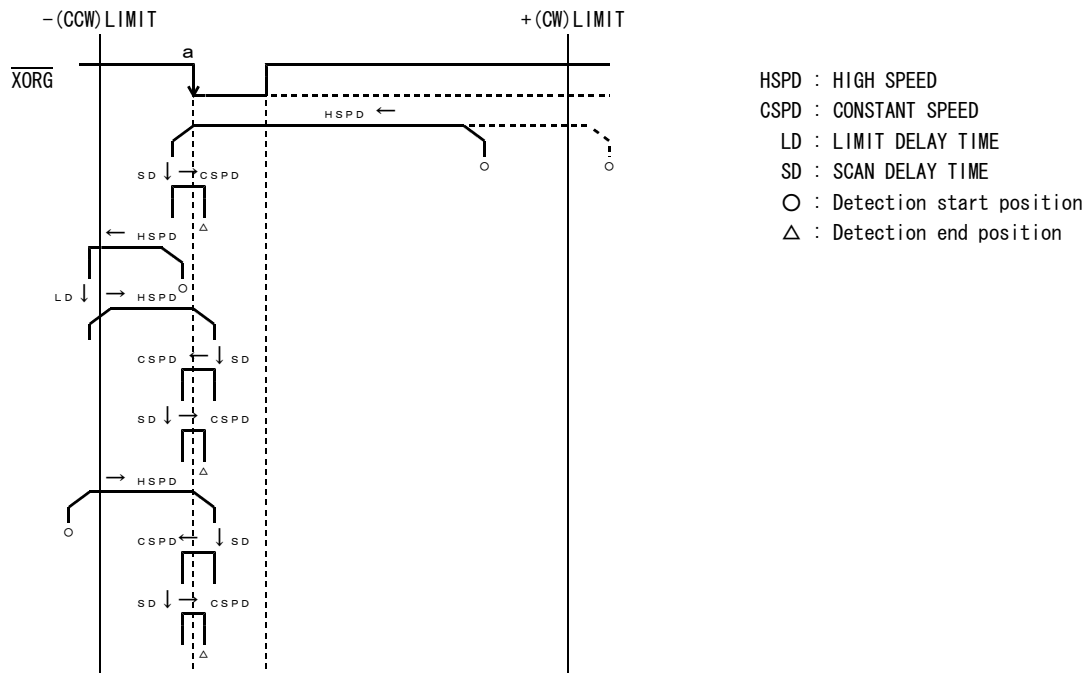 -(CCW)LIMIT
+(CW)LIMIT
a
XORG
HSPD ←
SD ↓ → CSPD
← HSPD
LD ↓ → HSPD
CSPD ← ↓ SD
SD ↓ → CSPD
→ HSPD
CSPD ← ↓ SD
SD ↓ → CSPD
HSPD : HIGH SPEED
CSPD : CONSTANT SPEED
LD : LIMIT DELAY TIME
SD : SCAN DELAY TIME
○ : Detection start position
△ : Detection end position